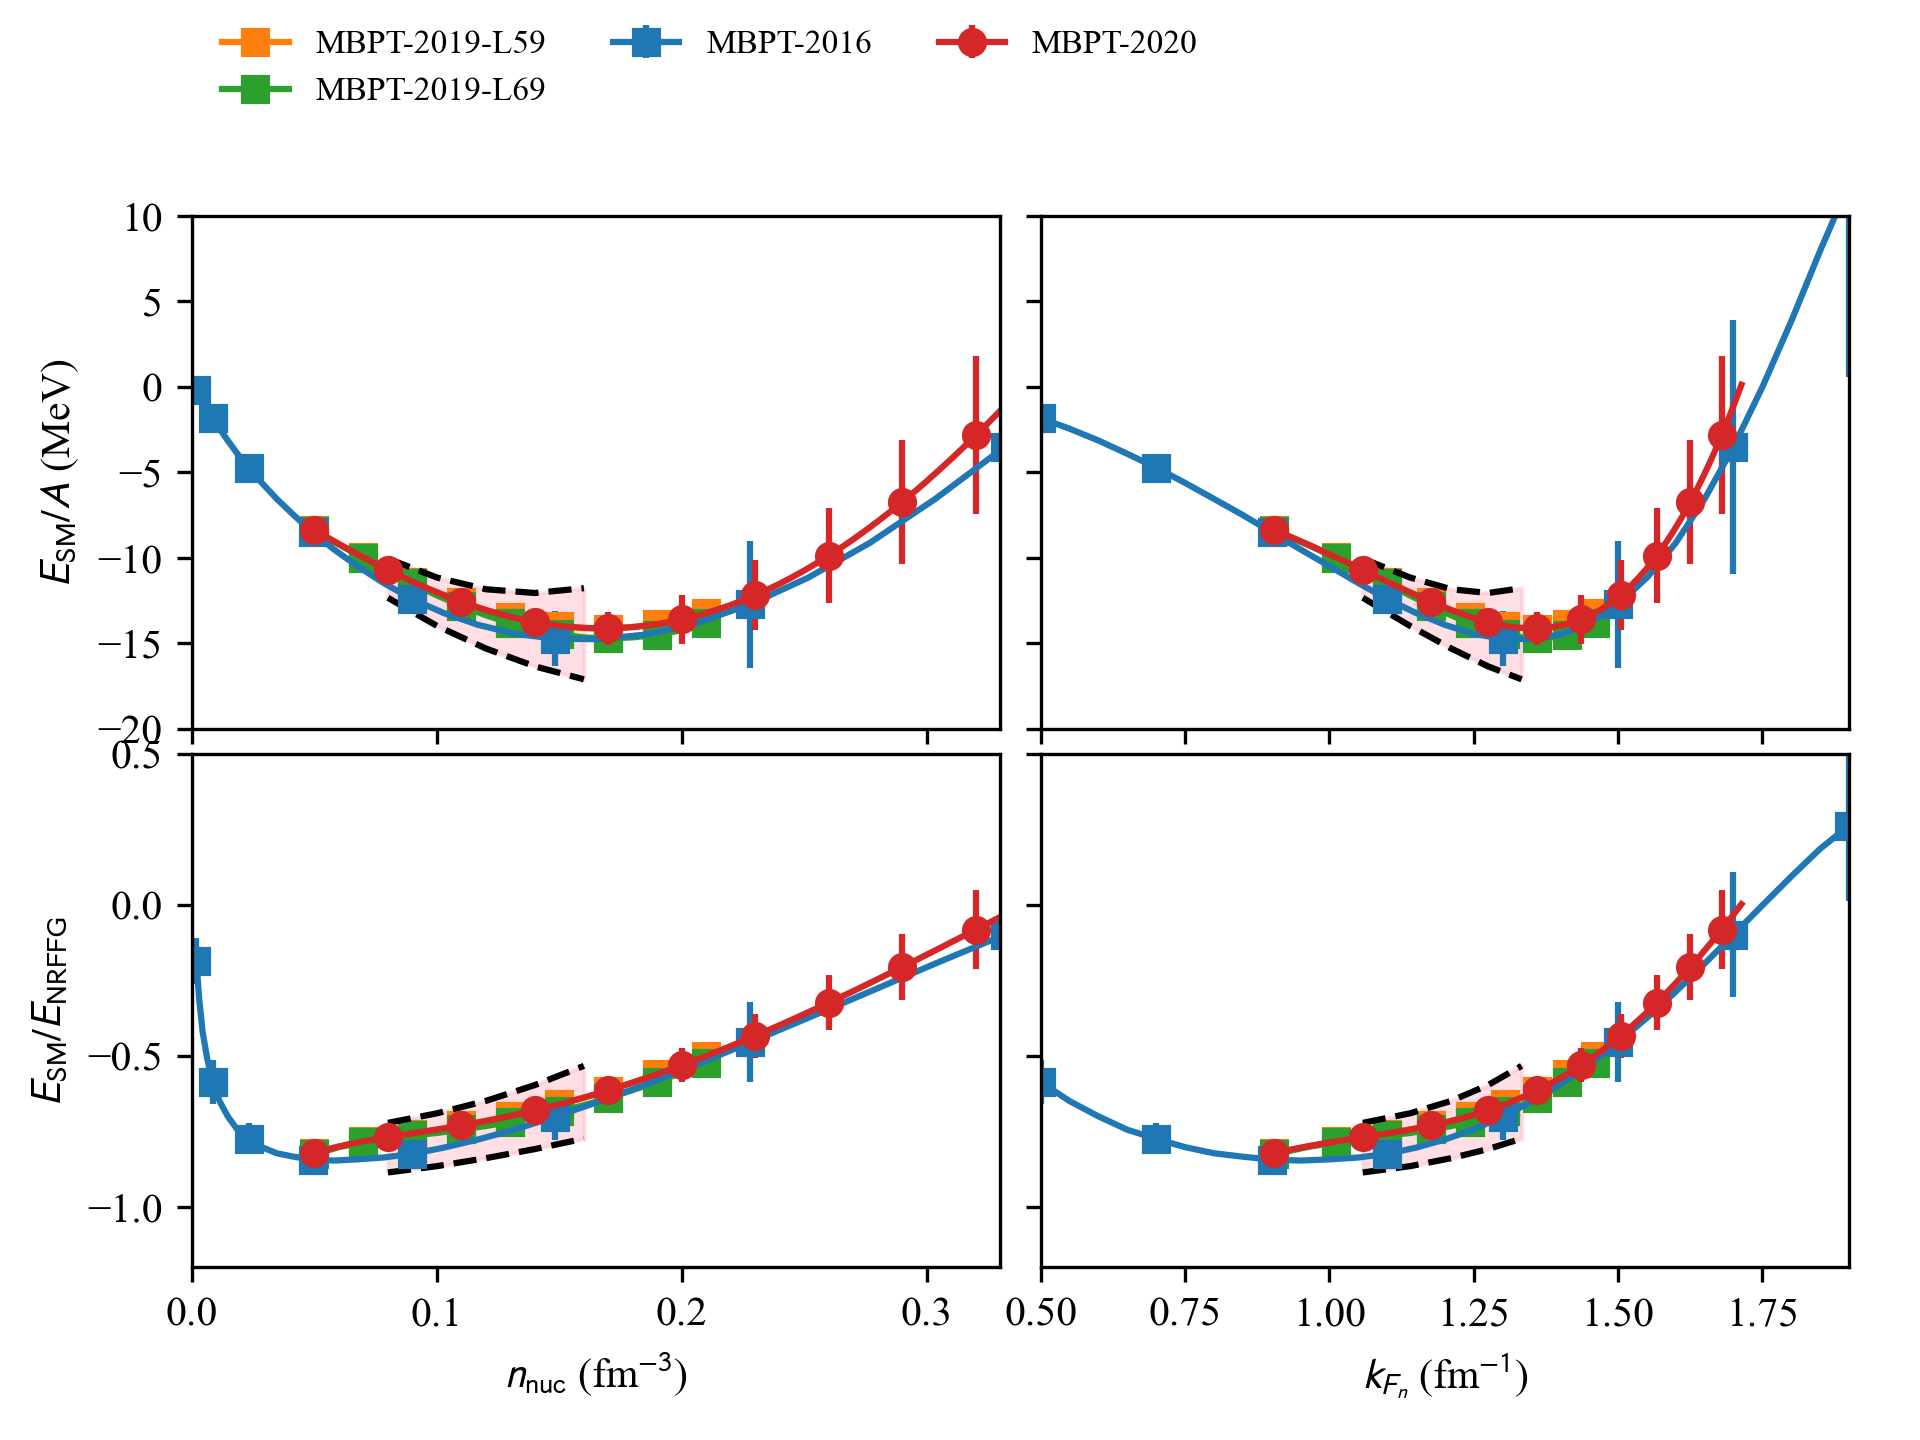 MBPT-2019-L59 MBPT-2016 MBPT-2020
MBPT-2019-L69
10
5
0
−5
−10
−15
−20
E_SM/A (MeV)
0.5
0.0
−0.5
−1.0
E_SM/E_NRFFG
0.0 0.1 0.2 0.3
n_nuc (fm⁻³)
0.50 0.75 1.00 1.25 1.50 1.75
k_{F_n} (fm⁻¹)